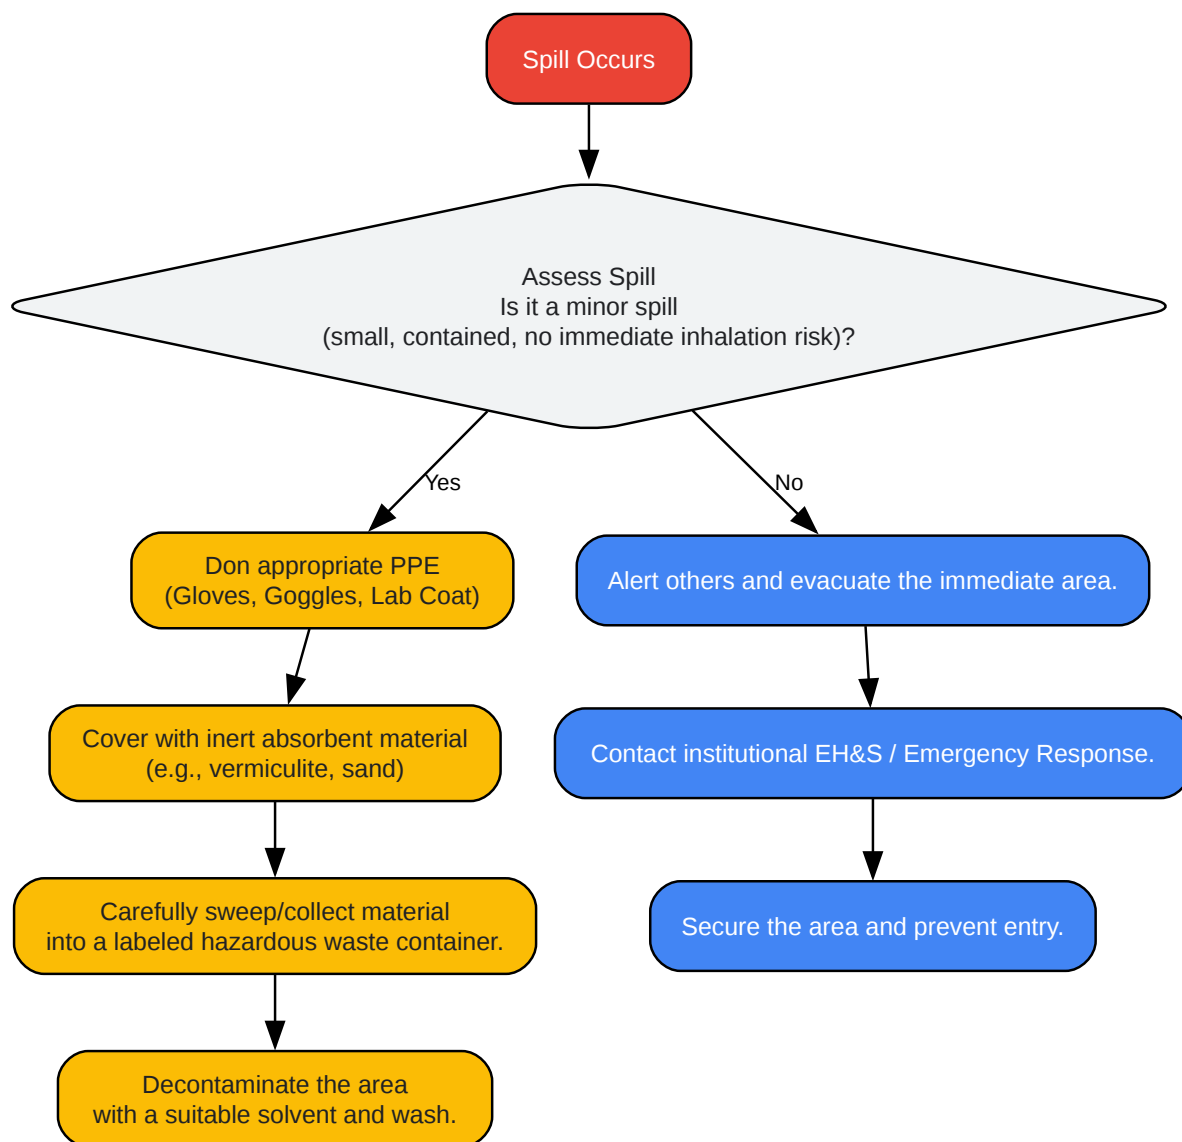 Spill Occurs
Assess Spill
Is it a minor spill
(small, contained, no immediate inhalation risk)?
Yes
No
Don appropriate PPE
(Gloves, Goggles, Lab Coat)
Alert others and evacuate the immediate area.
Cover with inert absorbent material
(e.g., vermiculite, sand)
Contact institutional EH&S / Emergency Response.
Carefully sweep/collect material
into a labeled hazardous waste container.
Secure the area and prevent entry.
Decontaminate the area
with a suitable solvent and wash.